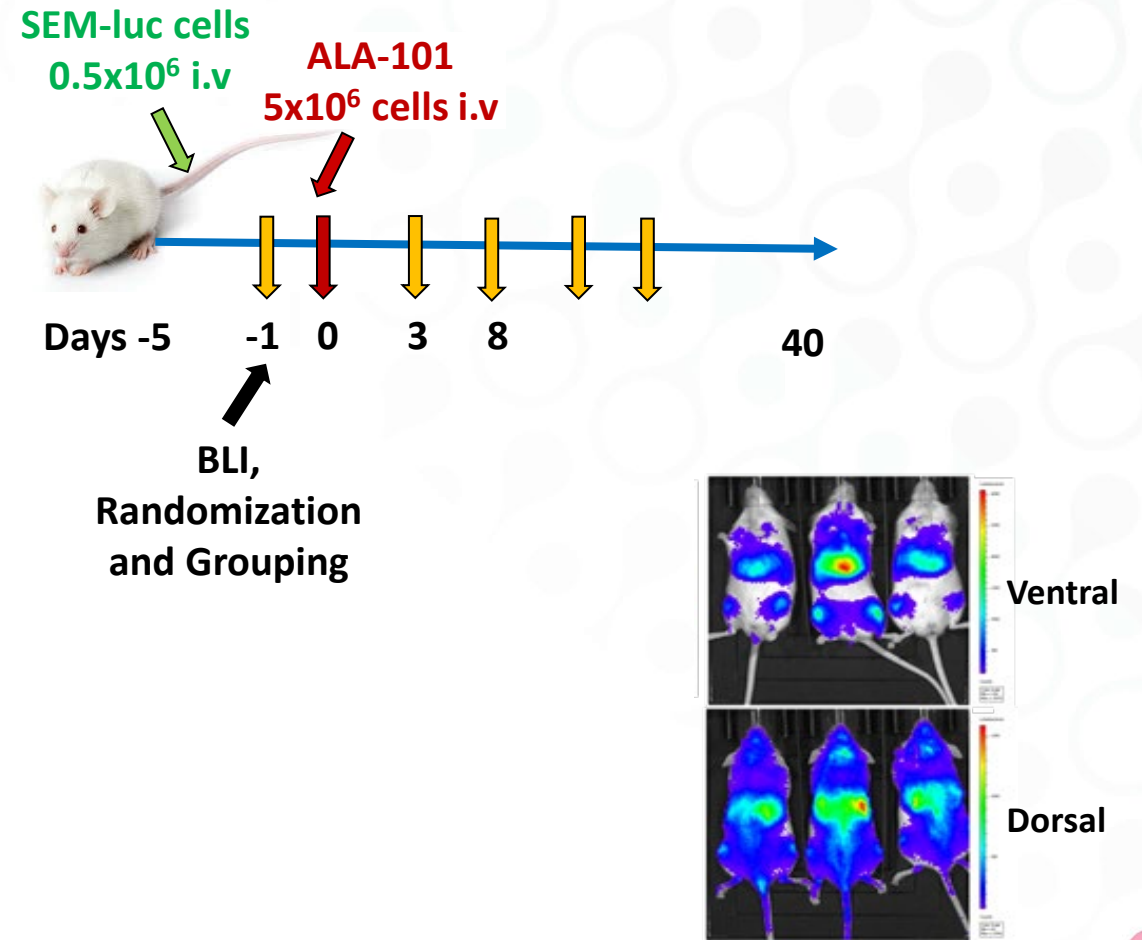 SEM-luc cells
0.5x10⁶ i.v
ALA-101
5x10⁶ cells i.v
Days -5 -1 0 3 8 40
BLI,
Randomization
and Grouping
Ventral
Dorsal